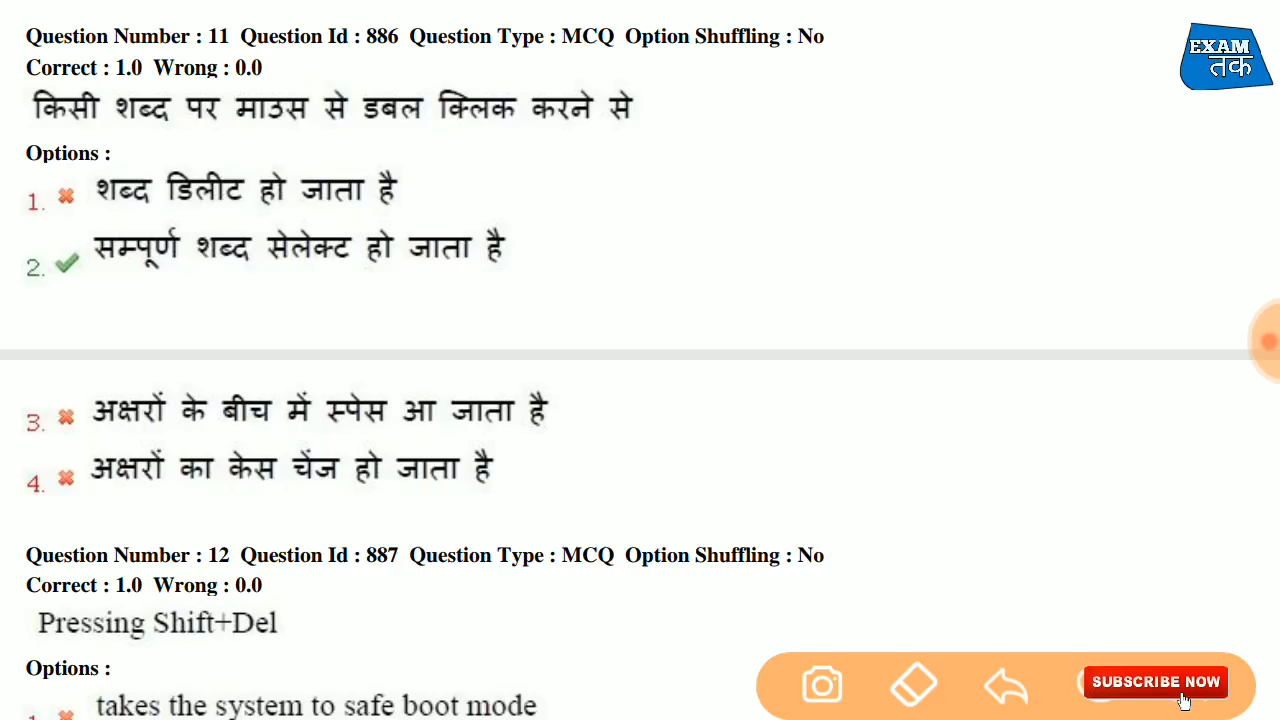 Question Number : 11 Question Id : 886 Question Type : MCQ Option Shuffling : No
Correct : 1.0 Wrong : 0.0
EXAM
तक
किसी शब्द पर माउस से डबल क्लिक करने से
Options :
1. शब्द डिलीट हो जाता है
2. सम्पूर्ण शब्द सेलेक्ट हो जाता है
3. अक्षरों के बीच में स्पेस आ जाता है
4. अक्षरों का केस चेंज हो जाता है
Question Number : 12 Question Id : 887 Question Type : MCQ Option Shuffling : No
Correct : 1.0 Wrong : 0.0
Pressing Shift+Del
Options :
1. takes the system to safe boot mode
SUBSCRIBE NOW